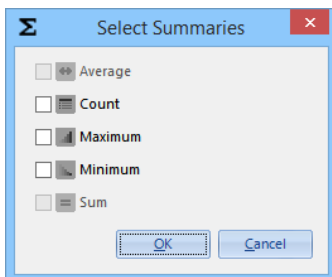 Σ Select Summaries
Average
Count
Maximum
Minimum
Sum
OK Cancel